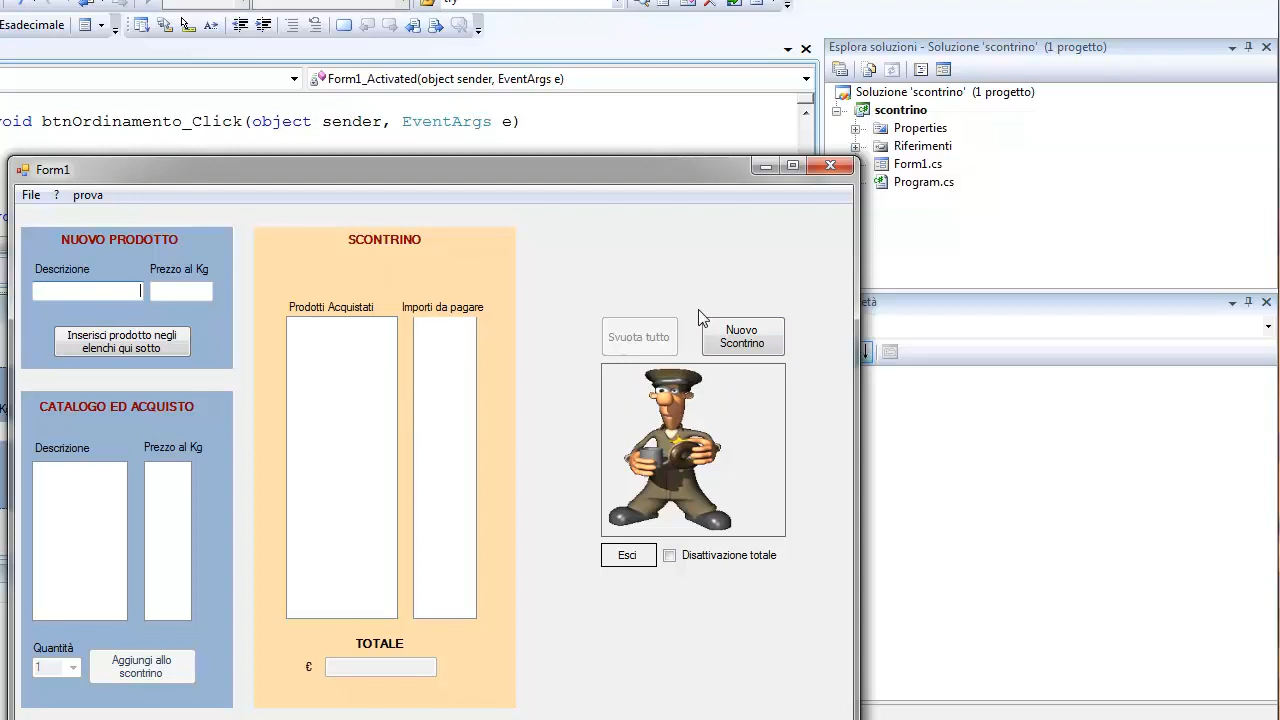 try
Esadecimale
Esplora soluzioni - Soluzione 'scontrino' (1 progetto)
Form1_Activated(object sender, EventArgs e)
Soluzione 'scontrino' (1 progetto)
scontrino
void btnOrdinamento_Click(object sender, EventArgs e)
Properties
Riferimenti
Form1.cs
Program.cs
Form1
File ? prova
NUOVO PRODOTTO
Descrizione Prezzo al Kg
Inserisci prodotto negli
elenchi qui sotto
CATALOGO ED ACQUISTO
Descrizione Prezzo al Kg
Quantità
1
Aggiungi allo
scontrino
SCONTRINO
Prodotti Acquistati Importi da pagare
TOTALE
€
Svuota tutto
Nuovo
Scontrino
Esci
Disattivazione totale